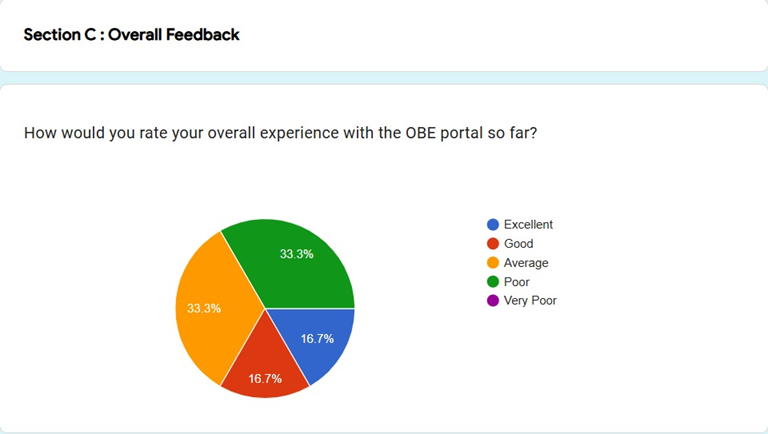 Section C : Overall Feedback
How would you rate your overall experience with the OBE portal so far?
33.3%
33.3%
16.7%
16.7%
Excellent
Good
Average
Poor
Very Poor